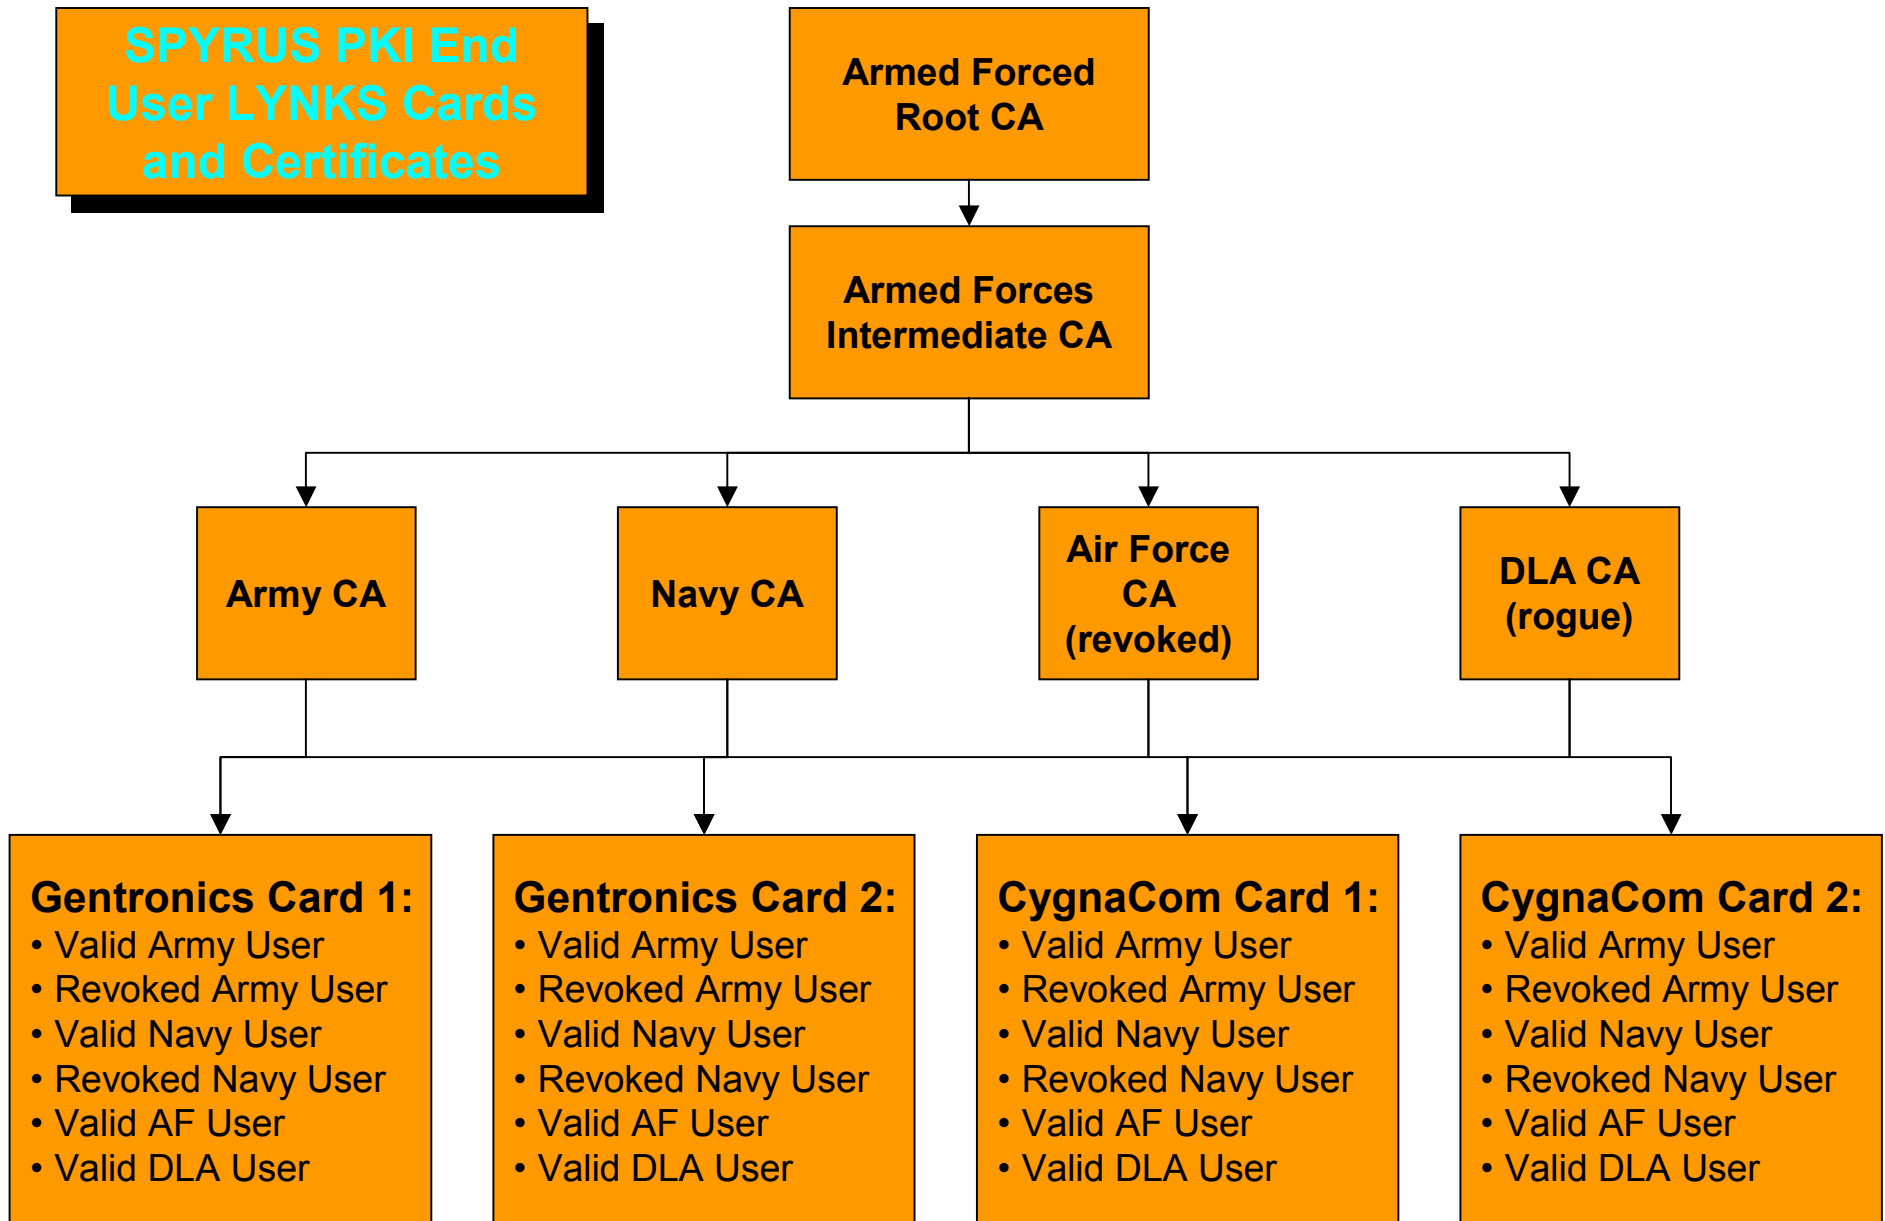 SPYRUS PKI End
User LYNKS Cards
and Certificates
Armed Forced
Root CA
Armed Forces
Intermediate CA
Army CA
Navy CA
Air Force
CA
(revoked)
DLA CA
(rogue)
Gentronics Card 1:
• Valid Army User
• Revoked Army User
• Valid Navy User
• Revoked Navy User
• Valid AF User
• Valid DLA User
Gentronics Card 2:
• Valid Army User
• Revoked Army User
• Valid Navy User
• Revoked Navy User
• Valid AF User
• Valid DLA User
CygnaCom Card 1:
• Valid Army User
• Revoked Army User
• Valid Navy User
• Revoked Navy User
• Valid AF User
• Valid DLA User
CygnaCom Card 2:
• Valid Army User
• Revoked Army User
• Valid Navy User
• Revoked Navy User
• Valid AF User
• Valid DLA User